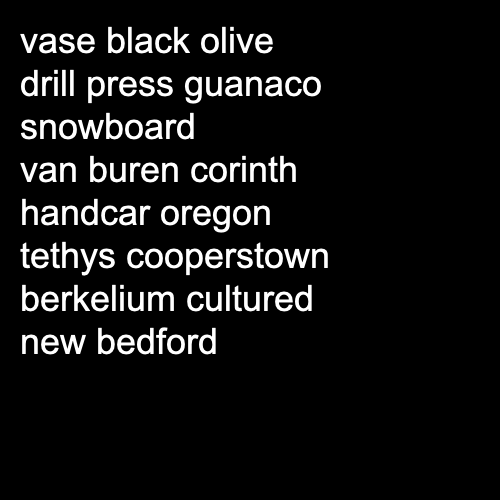 vase black olive
drill press guanaco
snowboard
van buren corinth
handcar oregon
tethys cooperstown
berkelium cultured
new bedford